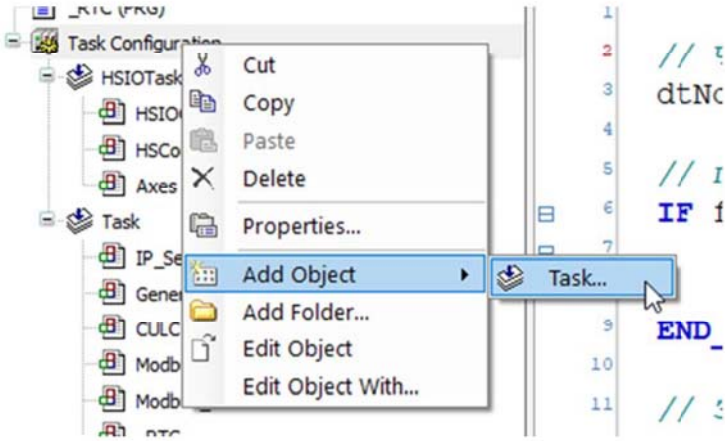 _RTC (PRG)
Task Configuration
HSIOTask
HSIO
HSCo
Axes
Task
IP_Se
Gene
CULC
Modb
Modb
_RTC
Cut
Copy
Paste
Delete
Properties...
Add Object
Add Folder...
Edit Object
Edit Object With...
Task...
1
2 //
3 dtNo
4
5 //
6 IF f
7
9 END_
10
11 //